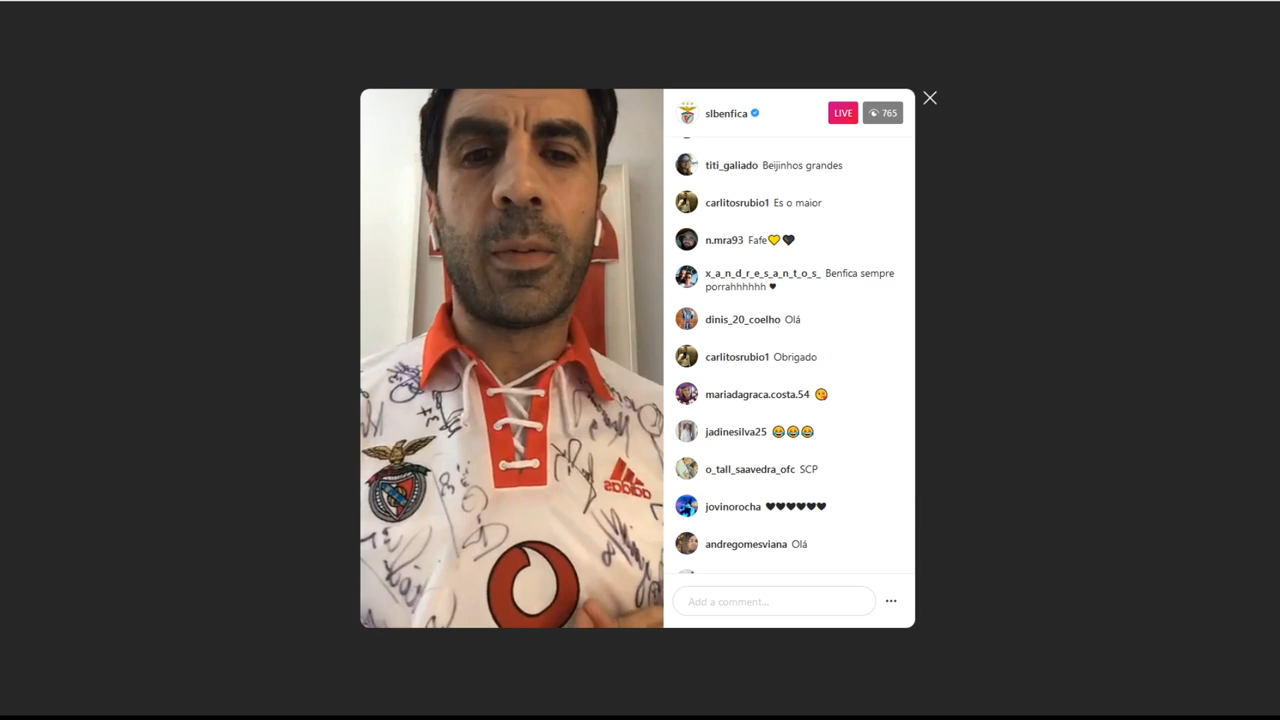 slbenfica
LIVE
765
titi_galiado Beijinhos grandes
carlitosrubio1 Es o maior
n.mra93 Fafe💛🖤
x_a_n_d_r_e_s_a_n_t_o_s_ Benfica sempre
porrahhhhhh ♥
dinis_20_coelho Olá
carlitosrubio1 Obrigado
mariadagraca.costa.54 😘
jadinesilva25 😂😂😂
o_tall_saavedra_ofc SCP
jovinorocha ♥♥♥♥♥♥
andregomesviana Olá
Add a comment...
adidas